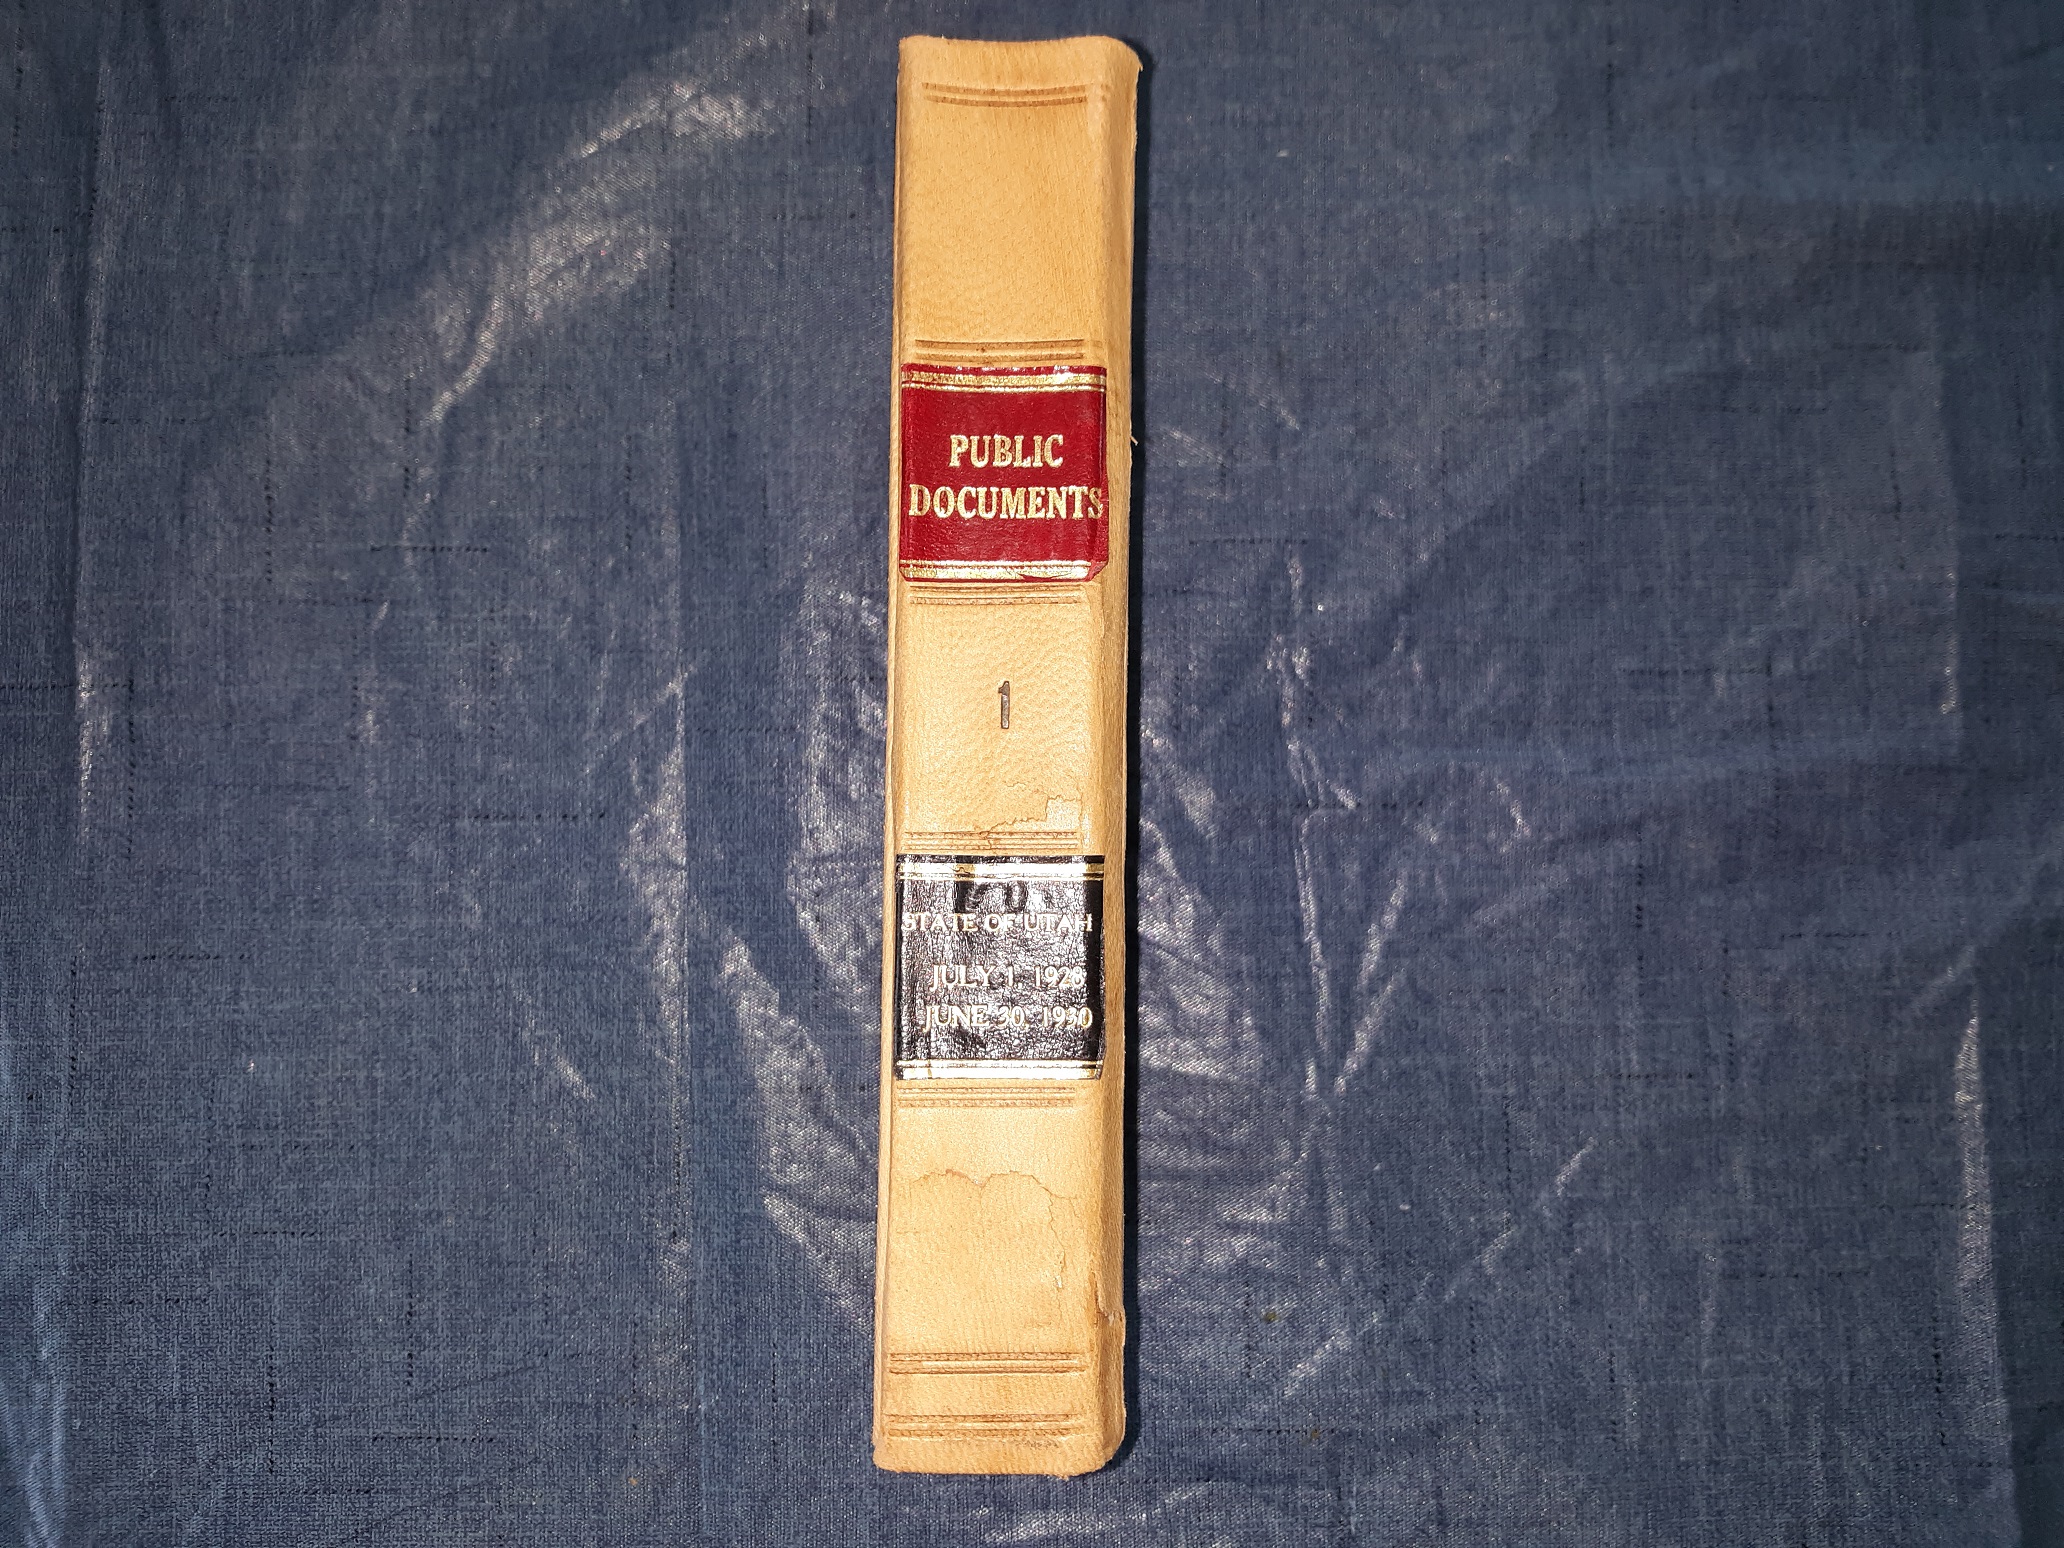 PUBLIC
DOCUMENTS
1
STATE OF UTAH
JULY 1, 1928
JUNE 30, 1930